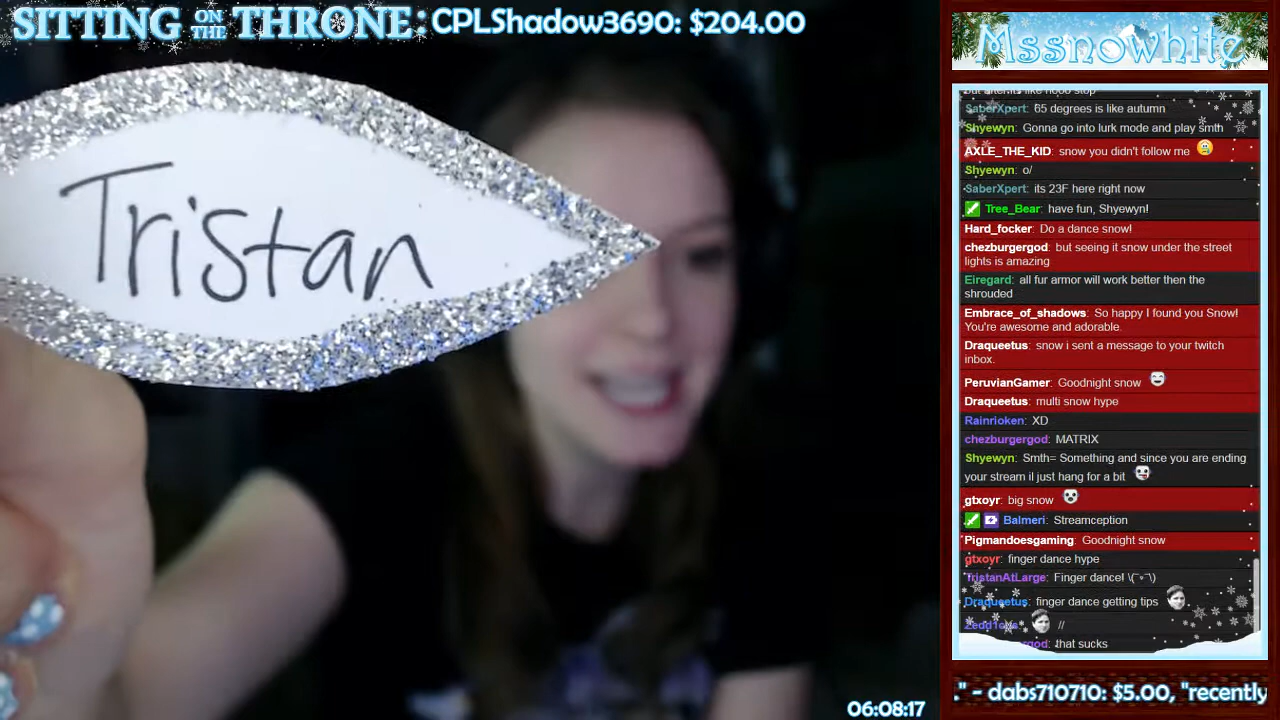 SITTING ON THE THRONE: CPLShadow3690: $204.00
Tristan
06:08:17
Mssnowhite
SaberXpert: 65 degrees is like autumn
Shyewyn: Gonna go into lurk mode and play smth
AXLE_THE_KID: snow you didn't follow me
Shyewyn: o/
SaberXpert: its 23F here right now
Tree_Bear: have fun, Shyewyn!
Hard_focker: Do a dance snow!
chezburgergod: but seeing it snow under the street
lights is amazing
Eiregard: all fur armor will work better then the
shrouded
Embrace_of_shadows: So happy I found you Snow!
You're awesome and adorable.
Draqueetus: snow i sent a message to your twitch
inbox.
PeruvianGamer: Goodnight snow
Draqueetus: multi snow hype
Rainrioken: XD
chezburgergod: MATRIX
Shyewyn: Smth= Something and since you are ending
your stream il just hang for a bit
gtxoyr: big snow
Balmeri: Streamception
Pigmandoesgaming: Goodnight snow
gtxoyr: finger dance hype
TristanAtLarge: Finger dance! \(¯∘¯\)
Draqueetus: finger dance getting tips
//
that sucks
." - dabs710710: $5.00, "recently